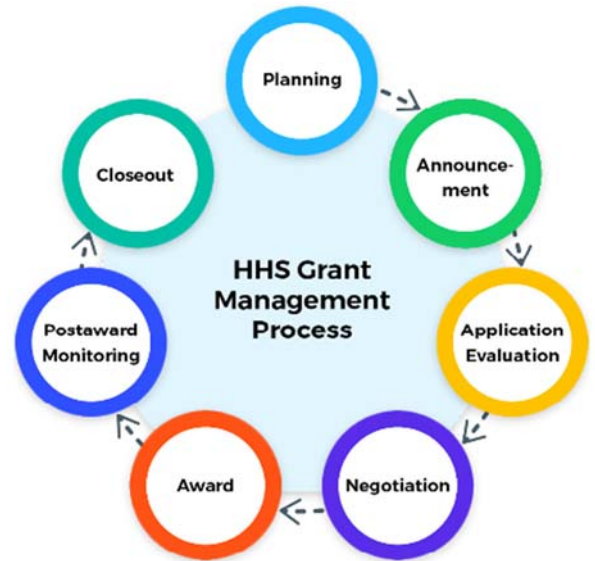 Planning
Announce-
ment
Application
Evaluation
Negotiation
Award
Postaward
Monitoring
Closeout
HHS Grant
Management
Process